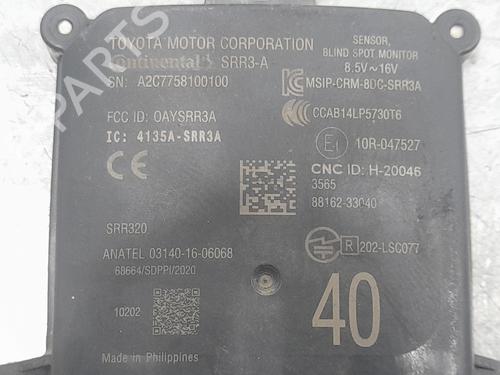 TOYOTA MOTOR CORPORATION
Continental SRR3-A
SN: A2C7758100100
FCC ID: OAYSRR3A
IC: 4135A-SRR3A
CE
SRR320
ANATEL 03140-16-06068
68664/SDPPI/2020
10202
Made in Philippines
SENSOR,
BLIND SPOT MONITOR
8.5V~16V
MSIP-CRM-8DC-SRR3A
CCAB14LP5730T6
10R-047527
CNC ID: H-20046
3565
88162-33040
R 202-LSC077
40